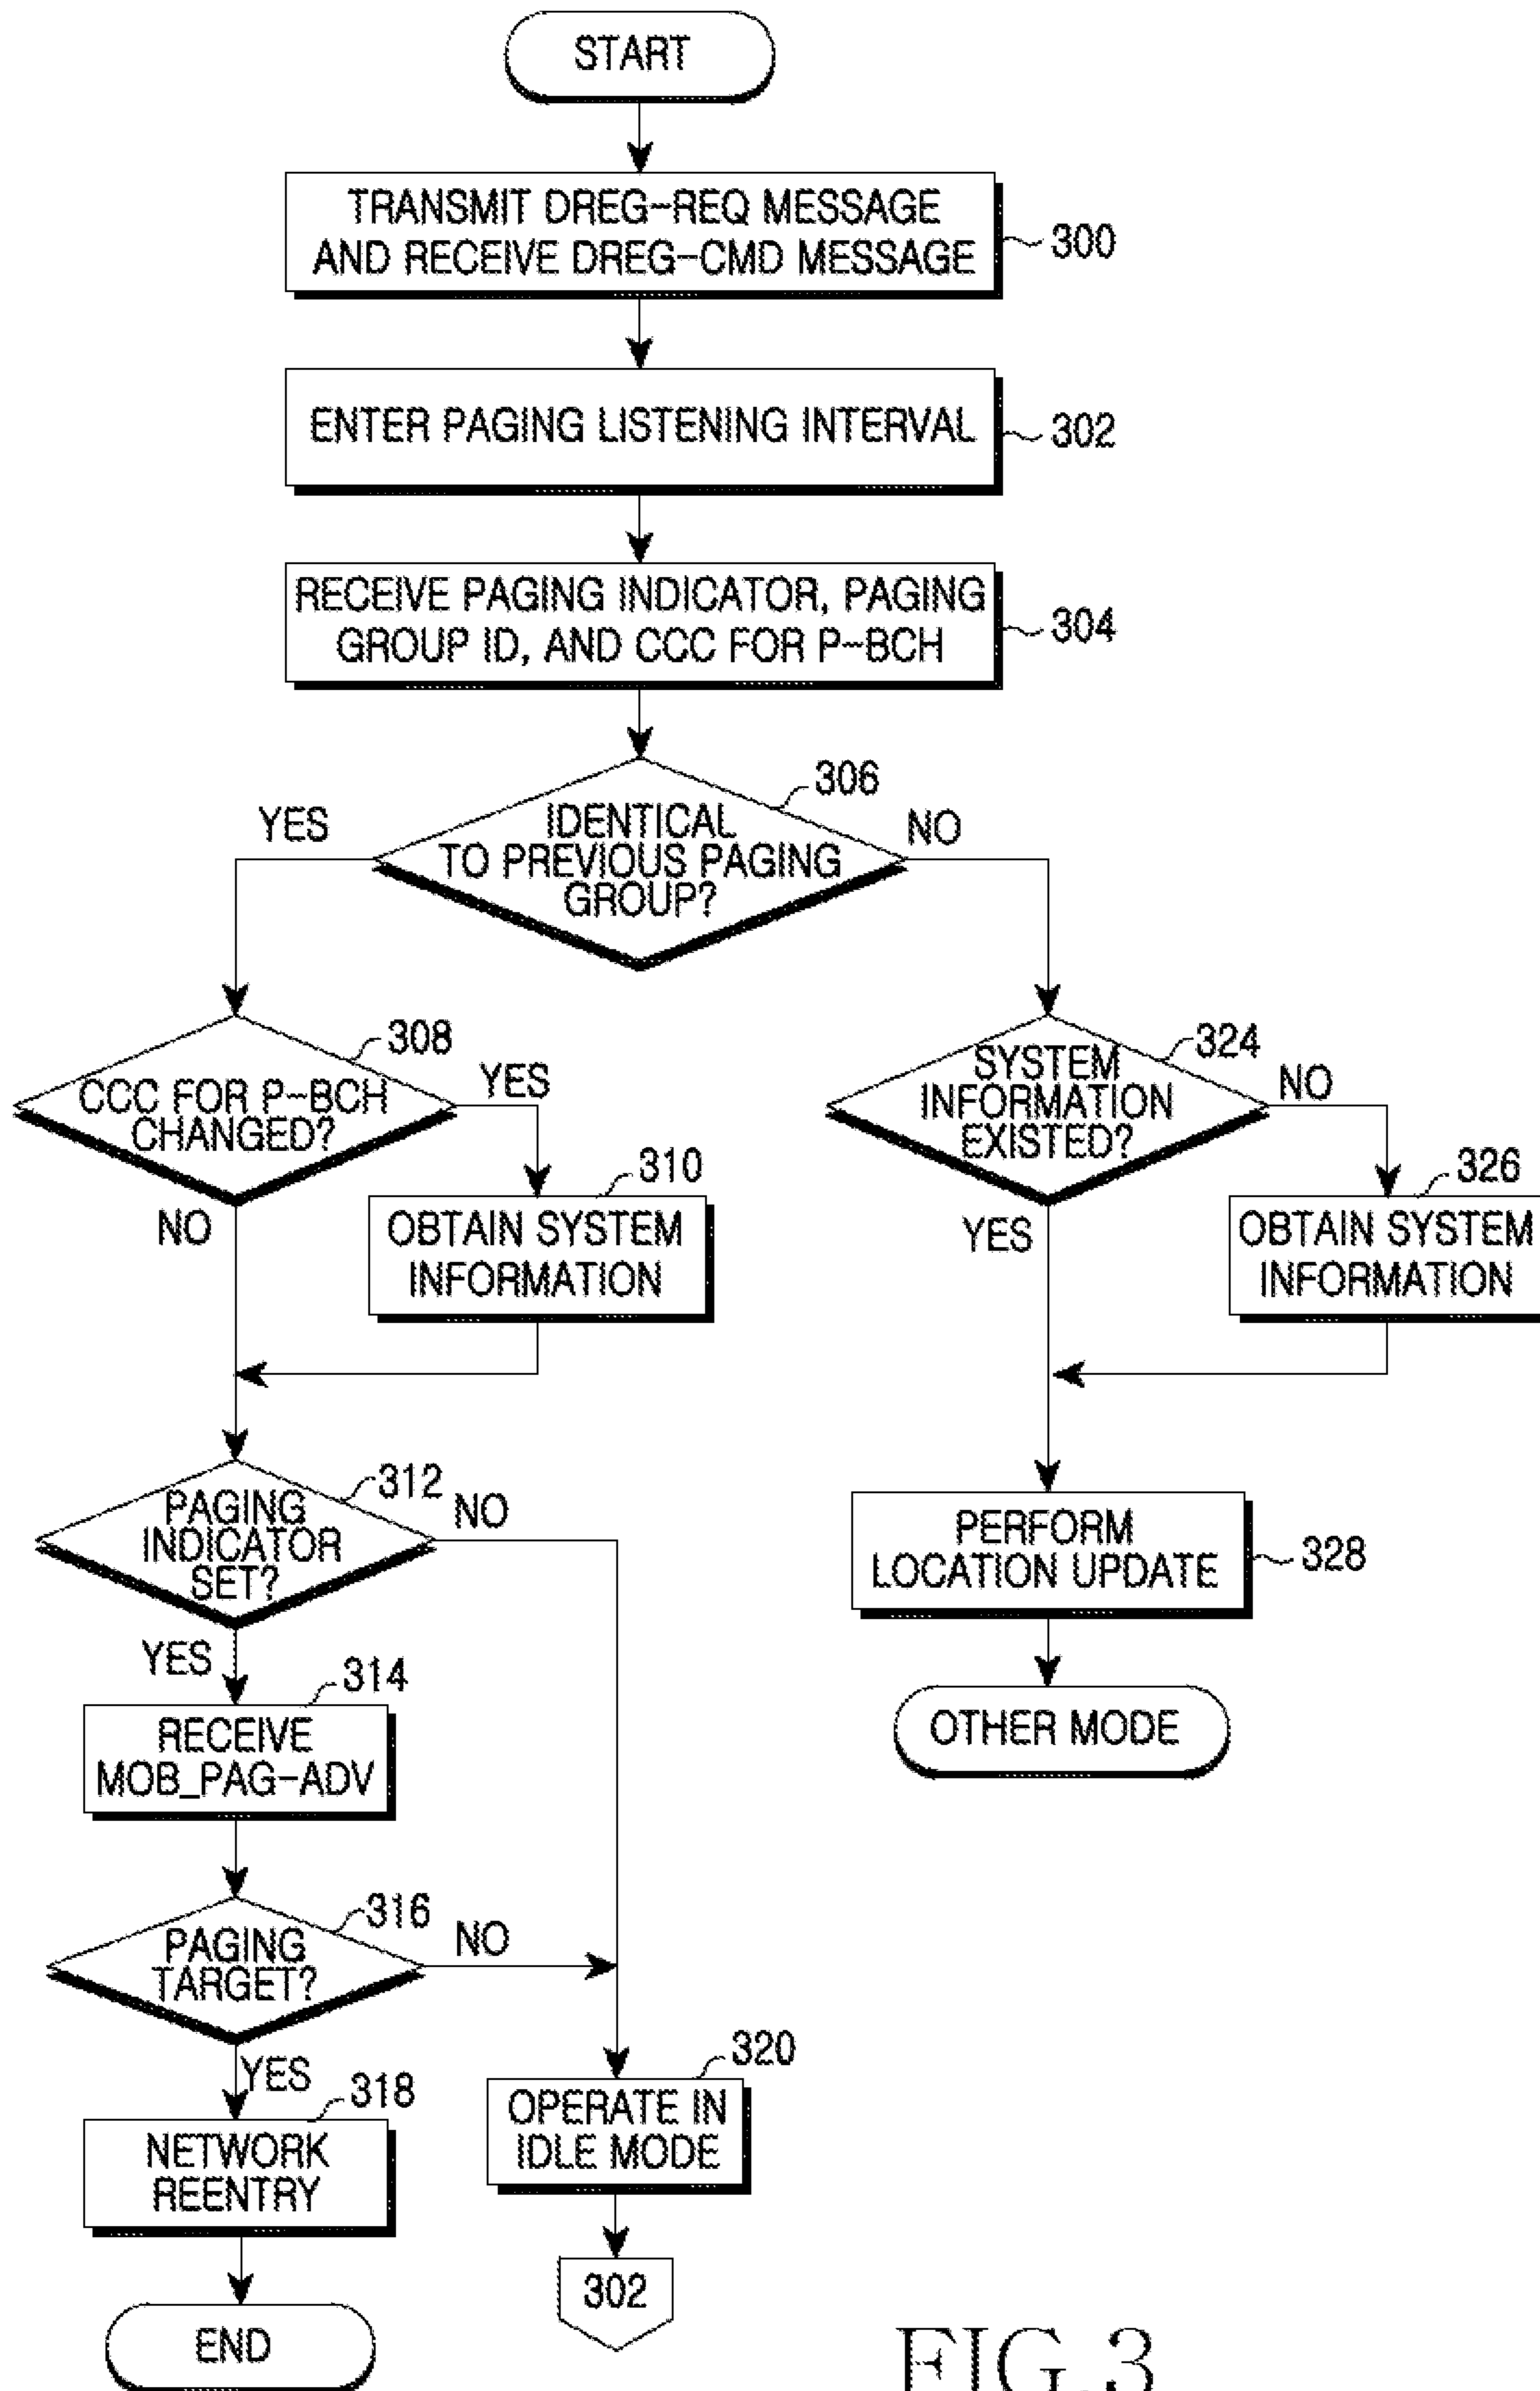 START
TRANSMIT DREG-REQ MESSAGE
AND RECEIVE DREG-CMD MESSAGE
300
ENTER PAGING LISTENING INTERVAL
302
RECEIVE PAGING INDICATOR, PAGING
GROUP ID, AND CCC FOR P-BCH
304
306
YES
IDENTICAL
TO PREVIOUS PAGING
GROUP?
NO
308
CCC FOR P-BCH
CHANGED?
YES
NO
310
OBTAIN SYSTEM
INFORMATION
324
SYSTEM
INFORMATION
EXISTED?
NO
YES
326
OBTAIN SYSTEM
INFORMATION
312
PAGING
INDICATOR
SET?
NO
YES
PERFORM
LOCATION UPDATE
328
314
RECEIVE
MOB_PAG-ADV
OTHER MODE
316
PAGING
TARGET?
NO
YES
318
NETWORK
REENTRY
320
OPERATE IN
IDLE MODE
302
END
FIG.3